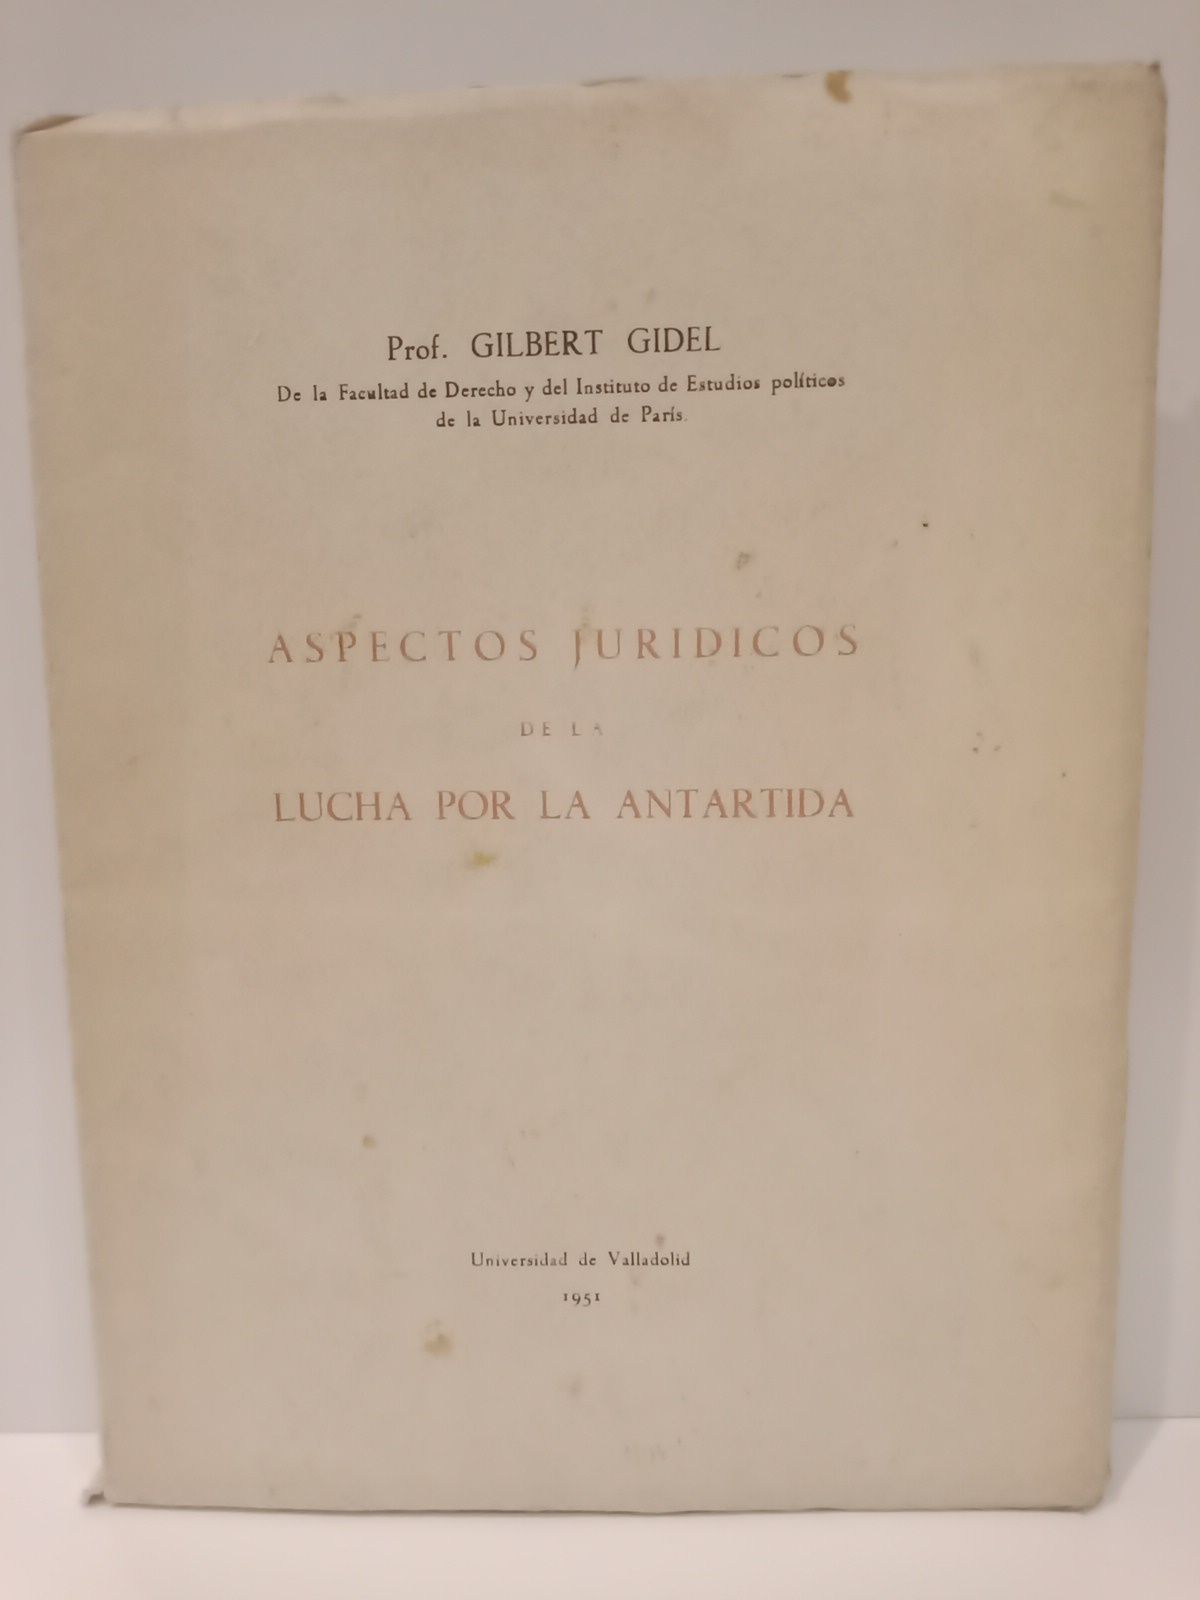 Prof. GILBERT GIDEL
De la Facultad de Derecho y del Instituto de Estudios políticos
de la Universidad de París.
ASPECTOS JURIDICOS
DE LA
LUCHA POR LA ANTARTIDA
Universidad de Valladolid
1951